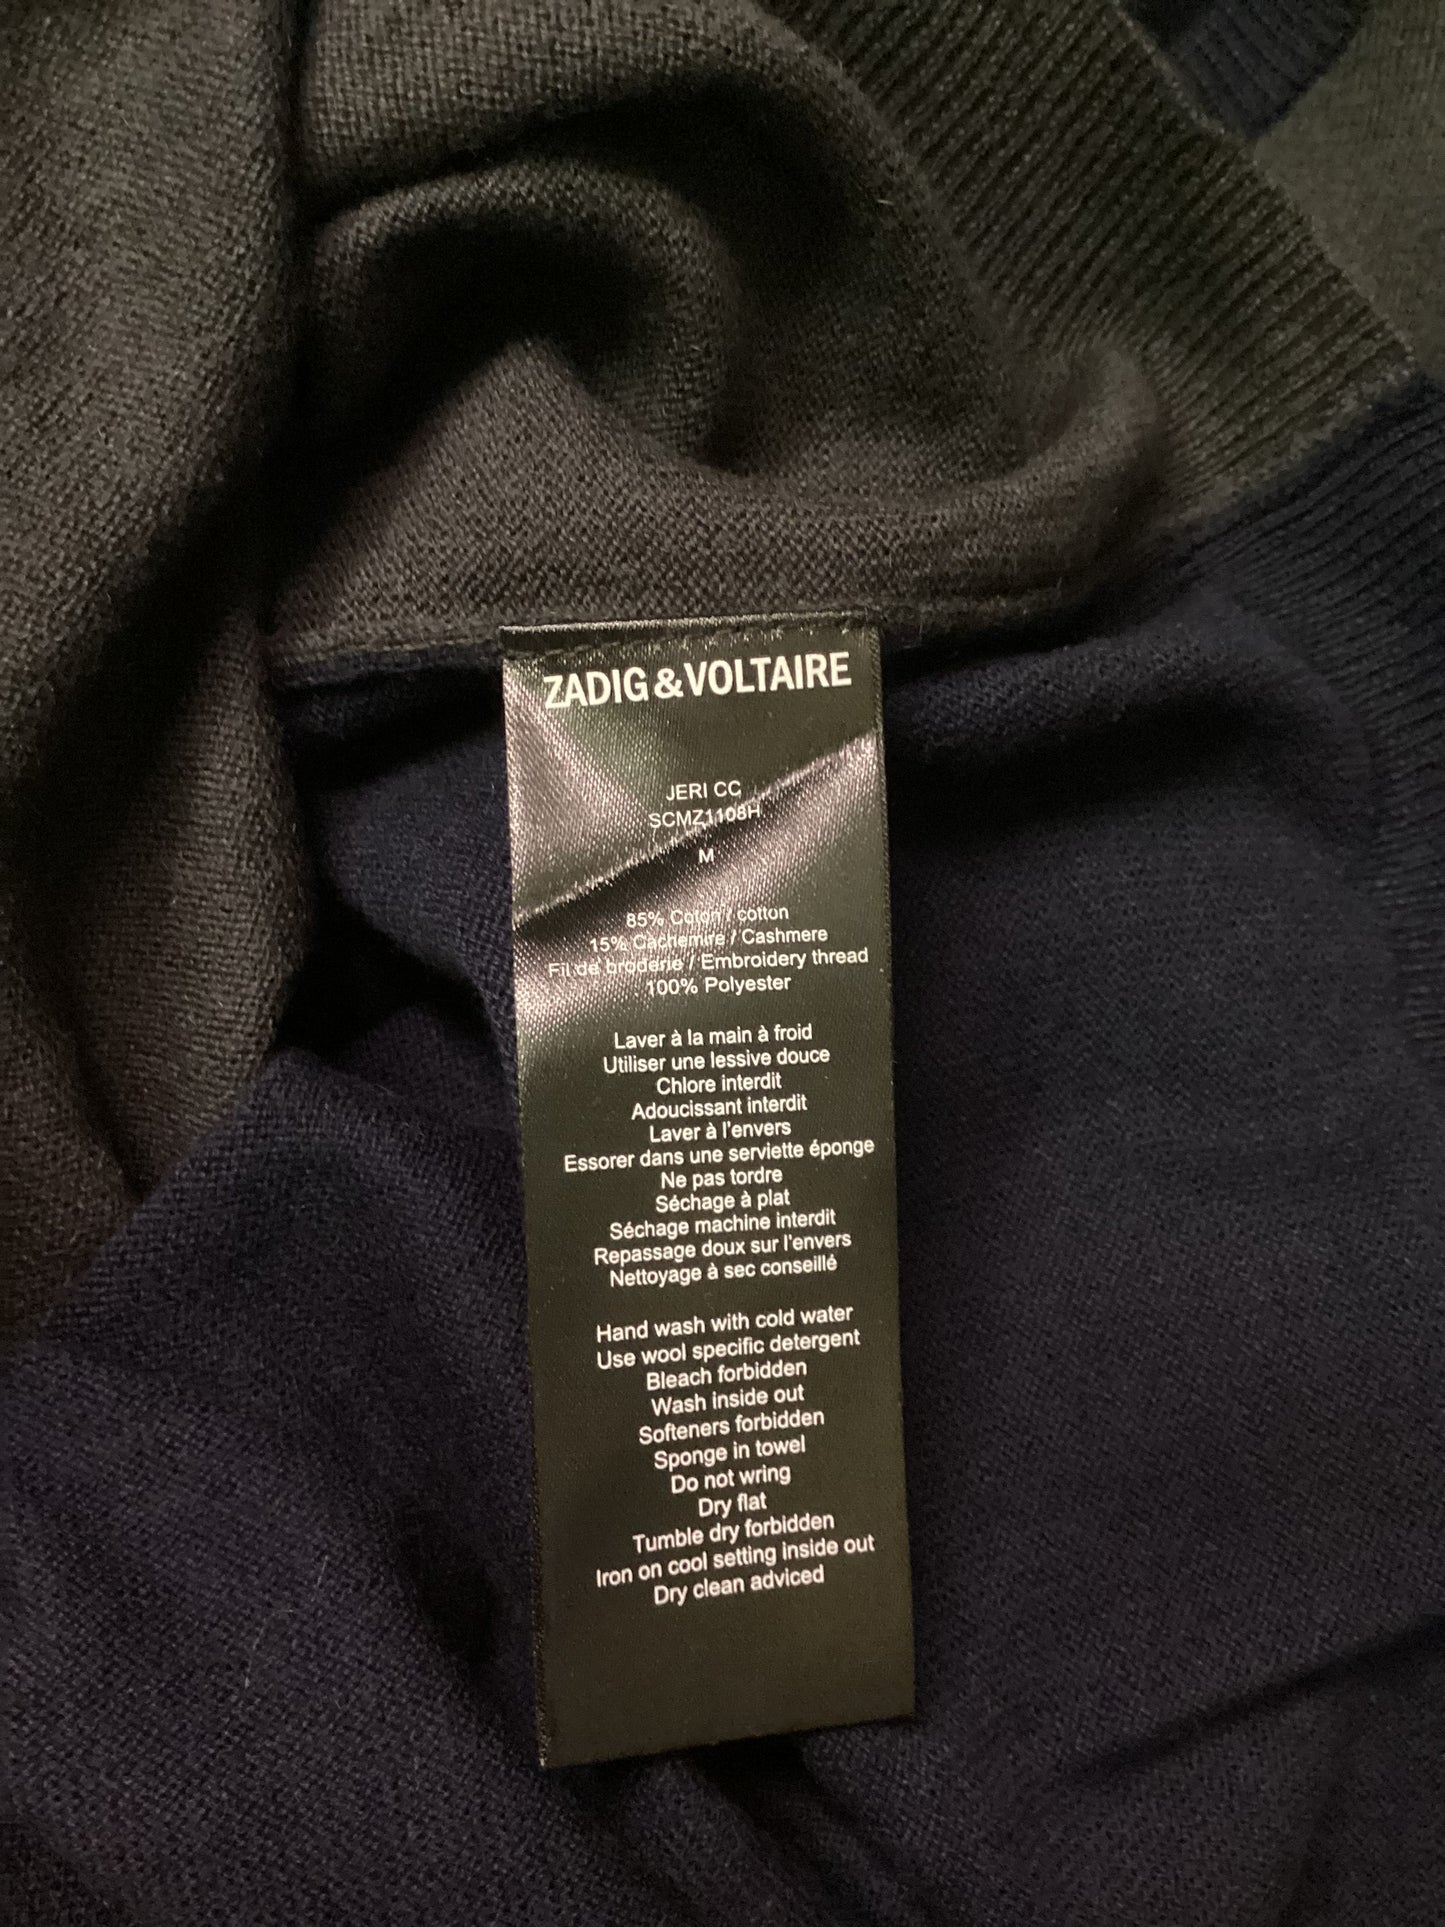 ZADIG&VOLTAIRE
JERI CC
SCMZ1108H
M
85% Coton / cotton
15% Cachemire / Cashmere
Fil de broderie / Embroidery thread
100% Polyester
Laver à la main à froid
Utiliser une lessive douce
Chlore interdit
Adoucissant interdit
Laver à l'envers
Essorer dans une serviette éponge
Ne pas tordre
Séchage à plat
Séchage machine interdit
Repassage doux sur l'envers
Nettoyage à sec conseillé
Hand wash with cold water
Use wool specific detergent
Bleach forbidden
Wash inside out
Softeners forbidden
Sponge in towel
Do not wring
Dry flat
Tumble dry forbidden
Iron on cool setting inside out
Dry clean adviced